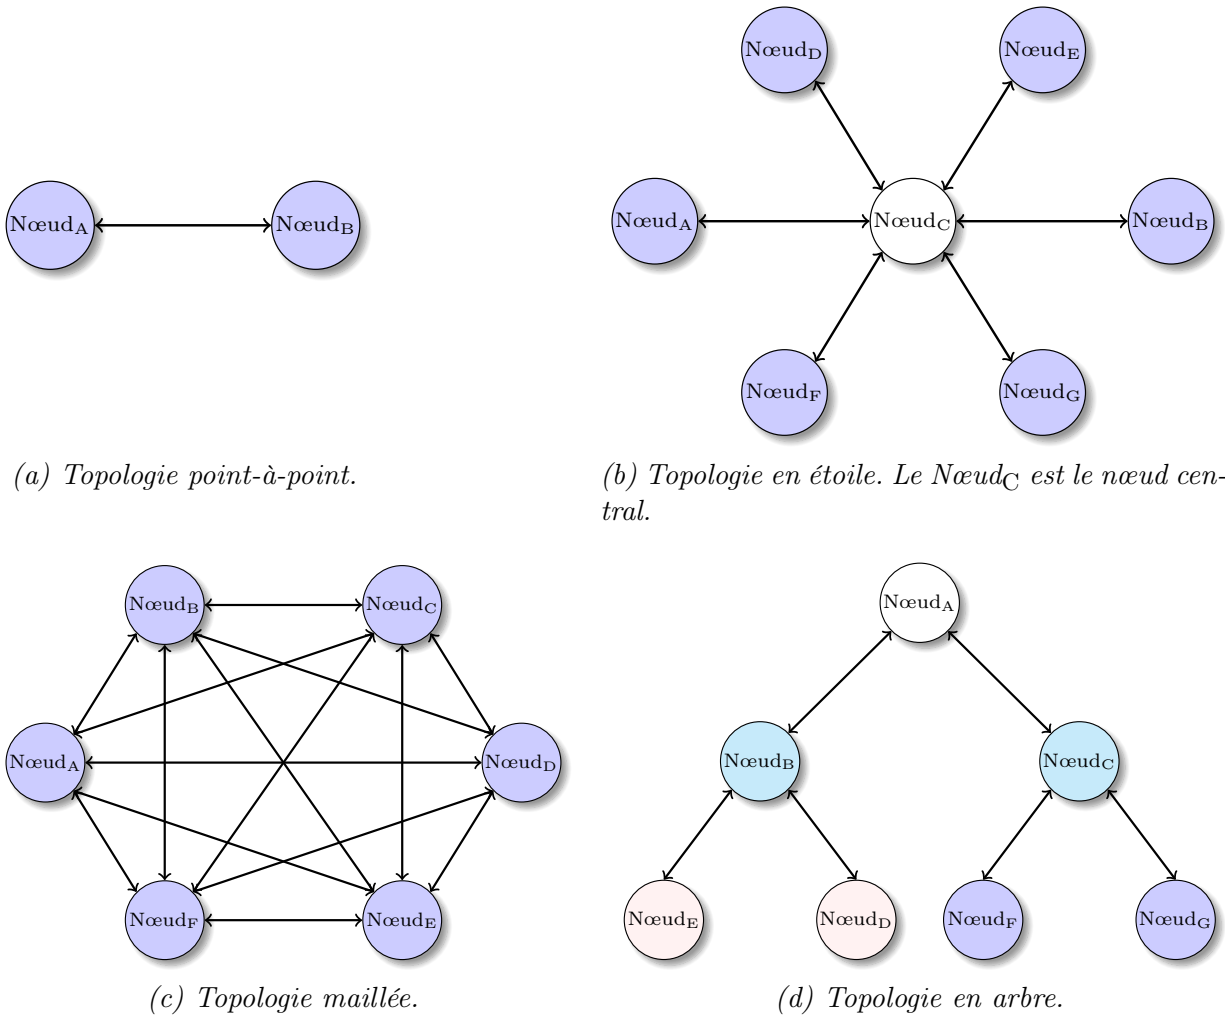 Nœud_D Nœud_E
Nœud_A Nœud_B Nœud_A Nœud_C Nœud_B
Nœud_F Nœud_G
(a) Topologie point-à-point.
(b) Topologie en étoile. Le Nœud_C est le nœud cen-
tral.
Nœud_B Nœud_C
Nœud_A Nœud_D
Nœud_F Nœud_E
(c) Topologie maillée.
Nœud_A
Nœud_B Nœud_C
Nœud_E Nœud_D Nœud_F Nœud_G
(d) Topologie en arbre.